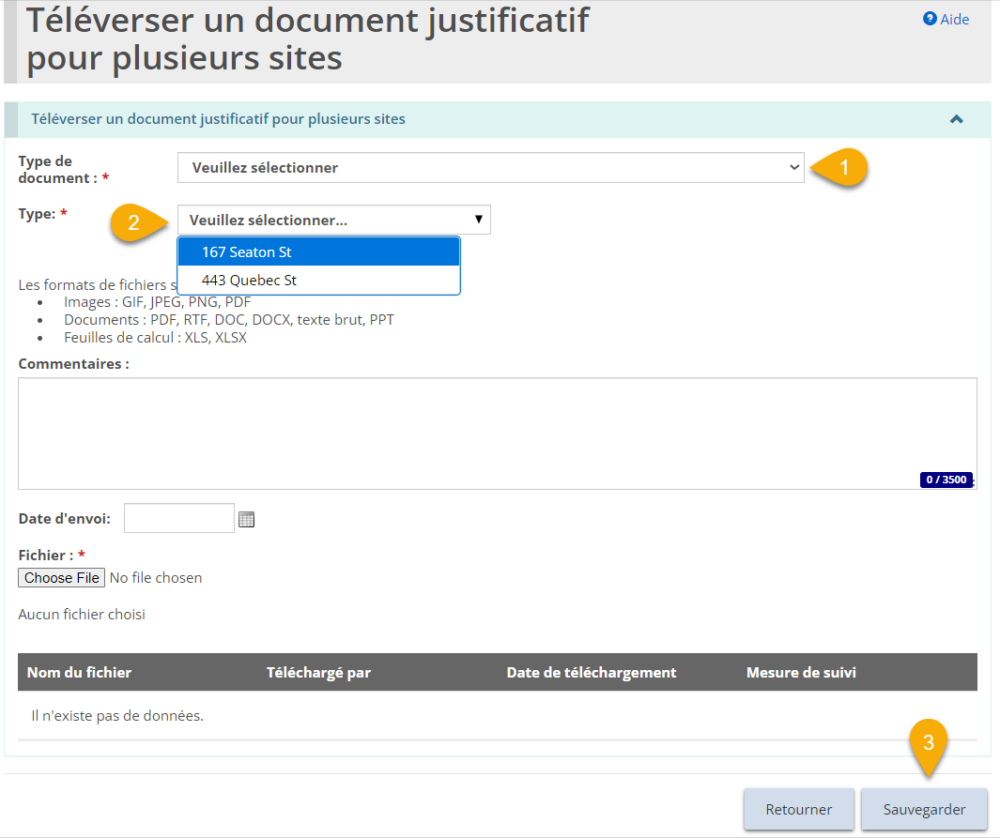 Téléverser un document justificatif
pour plusieurs sites
Aide
Téléverser un document justificatif pour plusieurs sites
Type de
document : *
Veuillez sélectionner
1
Type: *
2
Veuillez sélectionner...
167 Seaton St
443 Quebec St
Les formats de fichiers s
Images : GIF, JPEG, PNG, PDF
Documents : PDF, RTF, DOC, DOCX, texte brut, PPT
Feuilles de calcul : XLS, XLSX
Commentaires :
0 / 3500
Date d'envoi:
Fichier : *
Choose File No file chosen
Aucun fichier choisi
Nom du fichier Téléchargé par Date de téléchargement Mesure de suivi
Il n'existe pas de données.
3
Retourner Sauvegarder